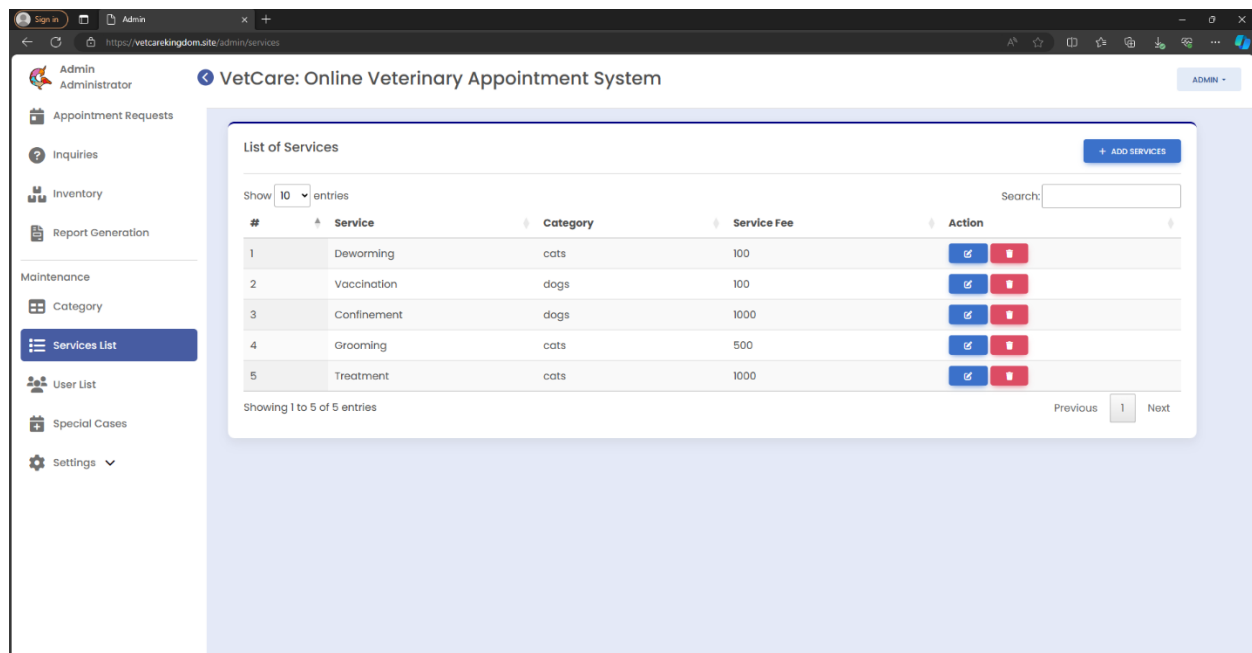 Sign in Admin
https://vetcarekingdom.site/admin/services
Admin
Administrator
VetCare: Online Veterinary Appointment System
ADMIN
Appointment Requests
Inquiries
Inventory
Report Generation
Maintenance
Category
Services List
User List
Special Cases
Settings
List of Services
+ ADD SERVICES
Show 10 entries Search:
# Service Category Service Fee Action
1 Deworming cats 100
2 Vaccination dogs 100
3 Confinement dogs 1000
4 Grooming cats 500
5 Treatment cats 1000
Showing 1 to 5 of 5 entries Previous 1 Next